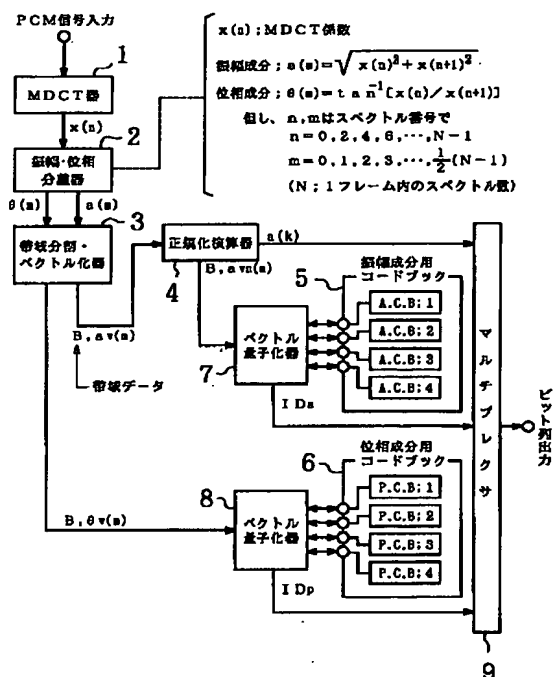 PCM信号入力
1
MDCT器
x(n)
2
振幅・位相
分離器
θ(m)
a(m)
x(n);MDCT係数
振幅成分;a(m)=√x(n)²+x(n+1)²
位相成分;θ(m)=tan⁻¹[x(n)/x(n+1)]
但し、n,mはスペクトル番号で
n=0,2,4,6,…,N-1
m=0,1,2,3,…,1/2(N-1)
(N;1フレーム内のスペクトル数)
3
帯域分割・
ベクトル化器
B,av(m)
帯域データ
正規化演算器
4
a(k)
B,avn(m)
5
振幅成分用
コードブック
A.C.B;1
A.C.B;2
A.C.B;3
A.C.B;4
ベクトル
量子化器
7
IDa
6
位相成分用
コードブック
P.C.B;1
P.C.B;2
P.C.B;3
P.C.B;4
8
ベクトル
量子化器
B,θv(m)
IDp
マルチプレクサ
9
ビット列出力